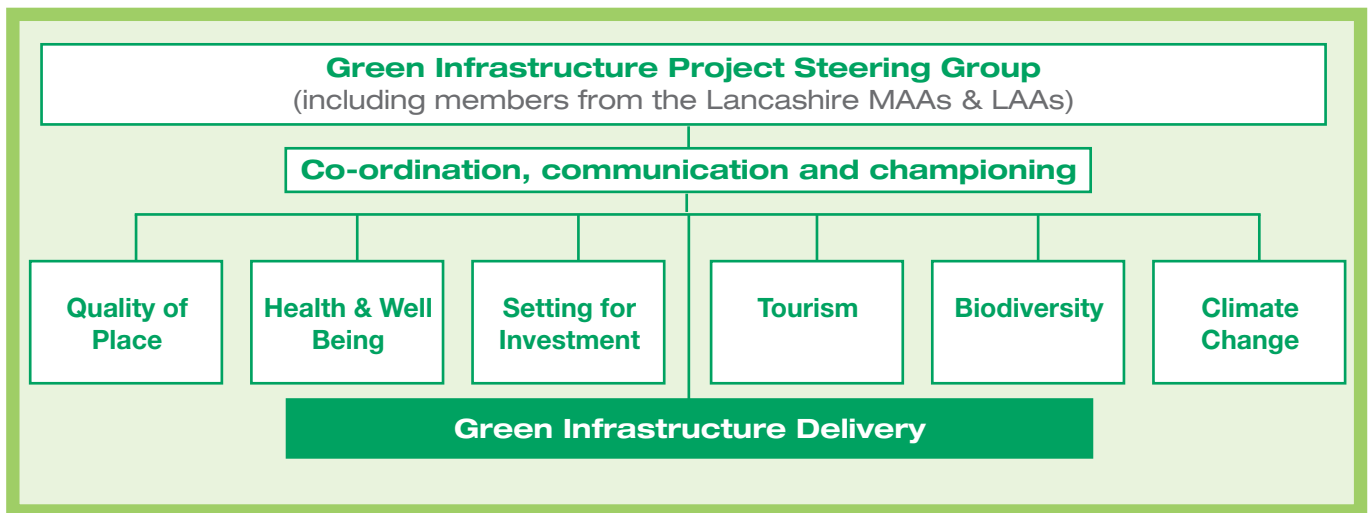 Green Infrastructure Project Steering Group
(including members from the Lancashire MAAs & LAAs)
Co-ordination, communication and championing
Quality of
Place
Health & Well
Being
Setting for
Investment
Tourism
Biodiversity
Climate
Change
Green Infrastructure Delivery